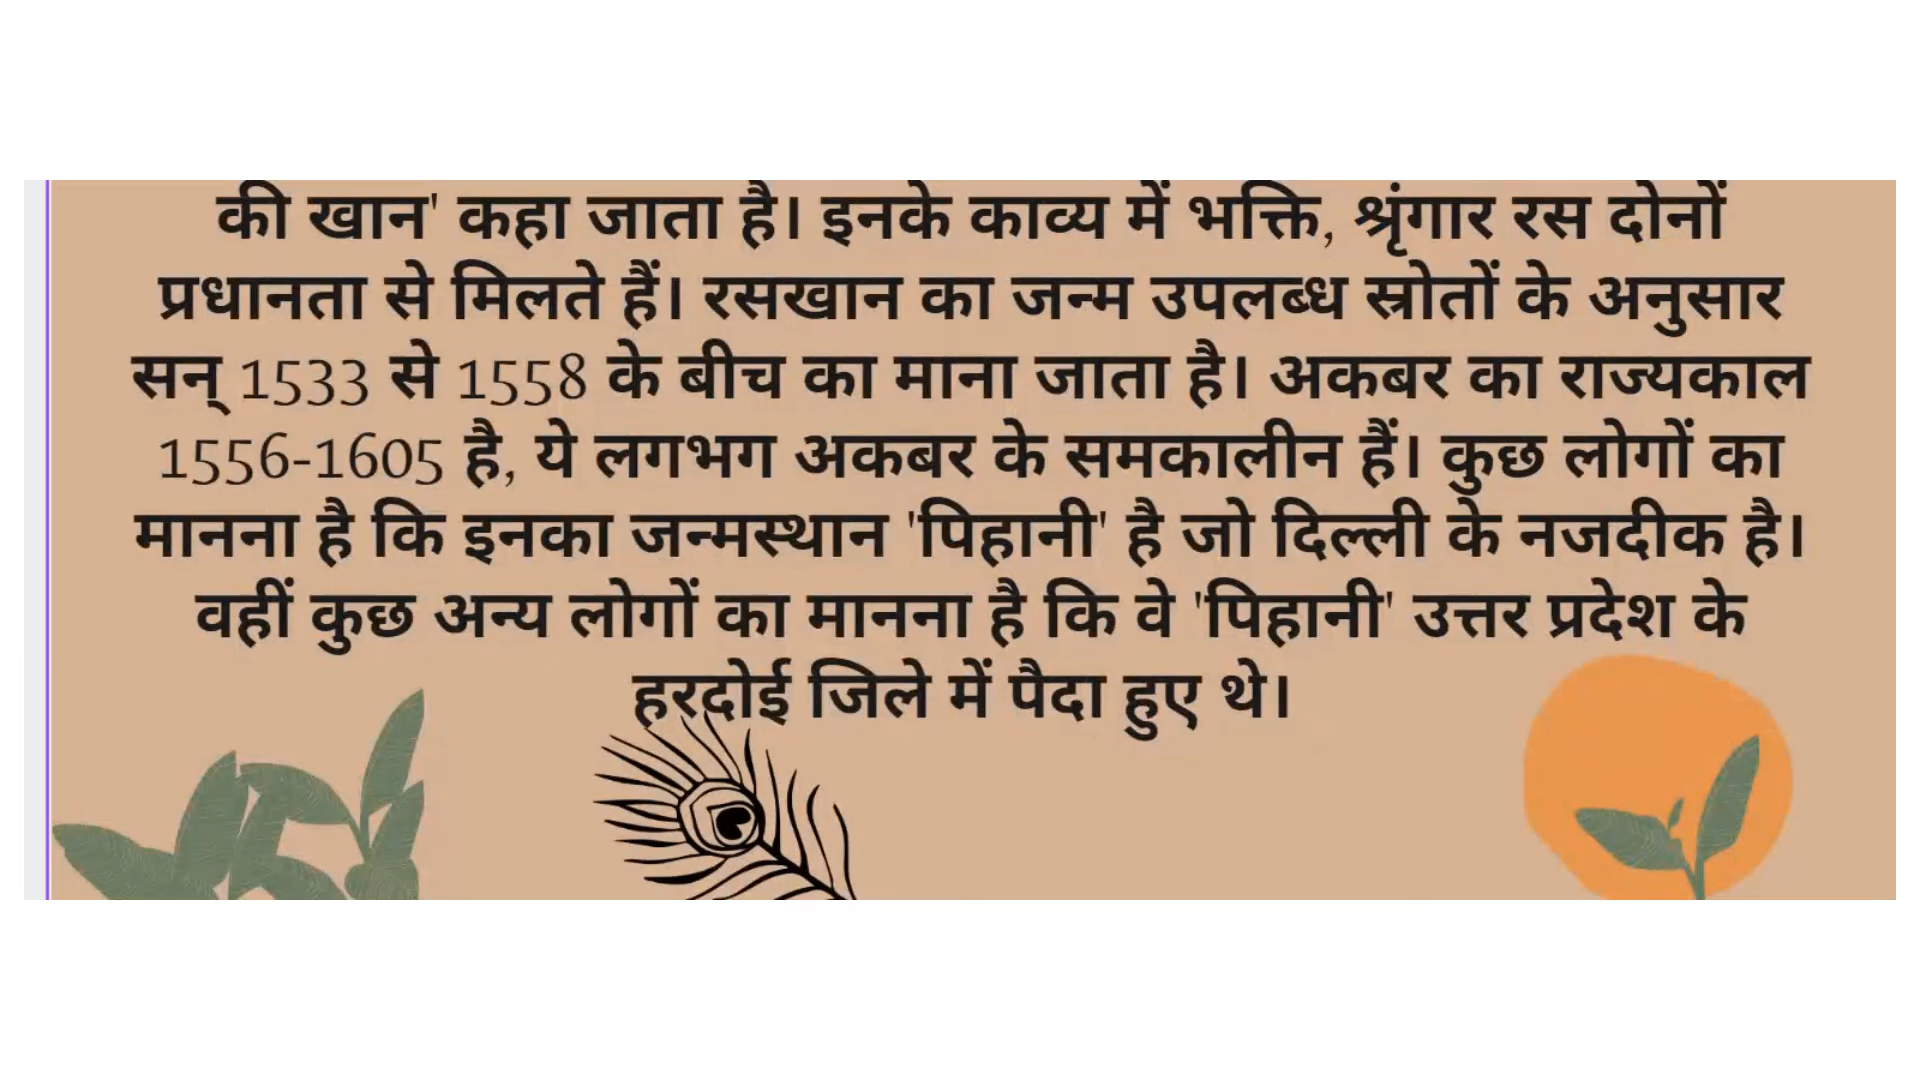 की खान' कहा जाता है। इनके काव्य में भक्ति, श्रृंगार रस दोनों
प्रधानता से मिलते हैं। रसखान का जन्म उपलब्ध स्रोतों के अनुसार
सन् 1533 से 1558 के बीच का माना जाता है। अकबर का राज्यकाल
1556-1605 है, ये लगभग अकबर के समकालीन हैं। कुछ लोगों का
मानना है कि इनका जन्मस्थान 'पिहानी' है जो दिल्ली के नजदीक है।
वहीं कुछ अन्य लोगों का मानना है कि वे 'पिहानी' उत्तर प्रदेश के
हरदोई जिले में पैदा हुए थे।